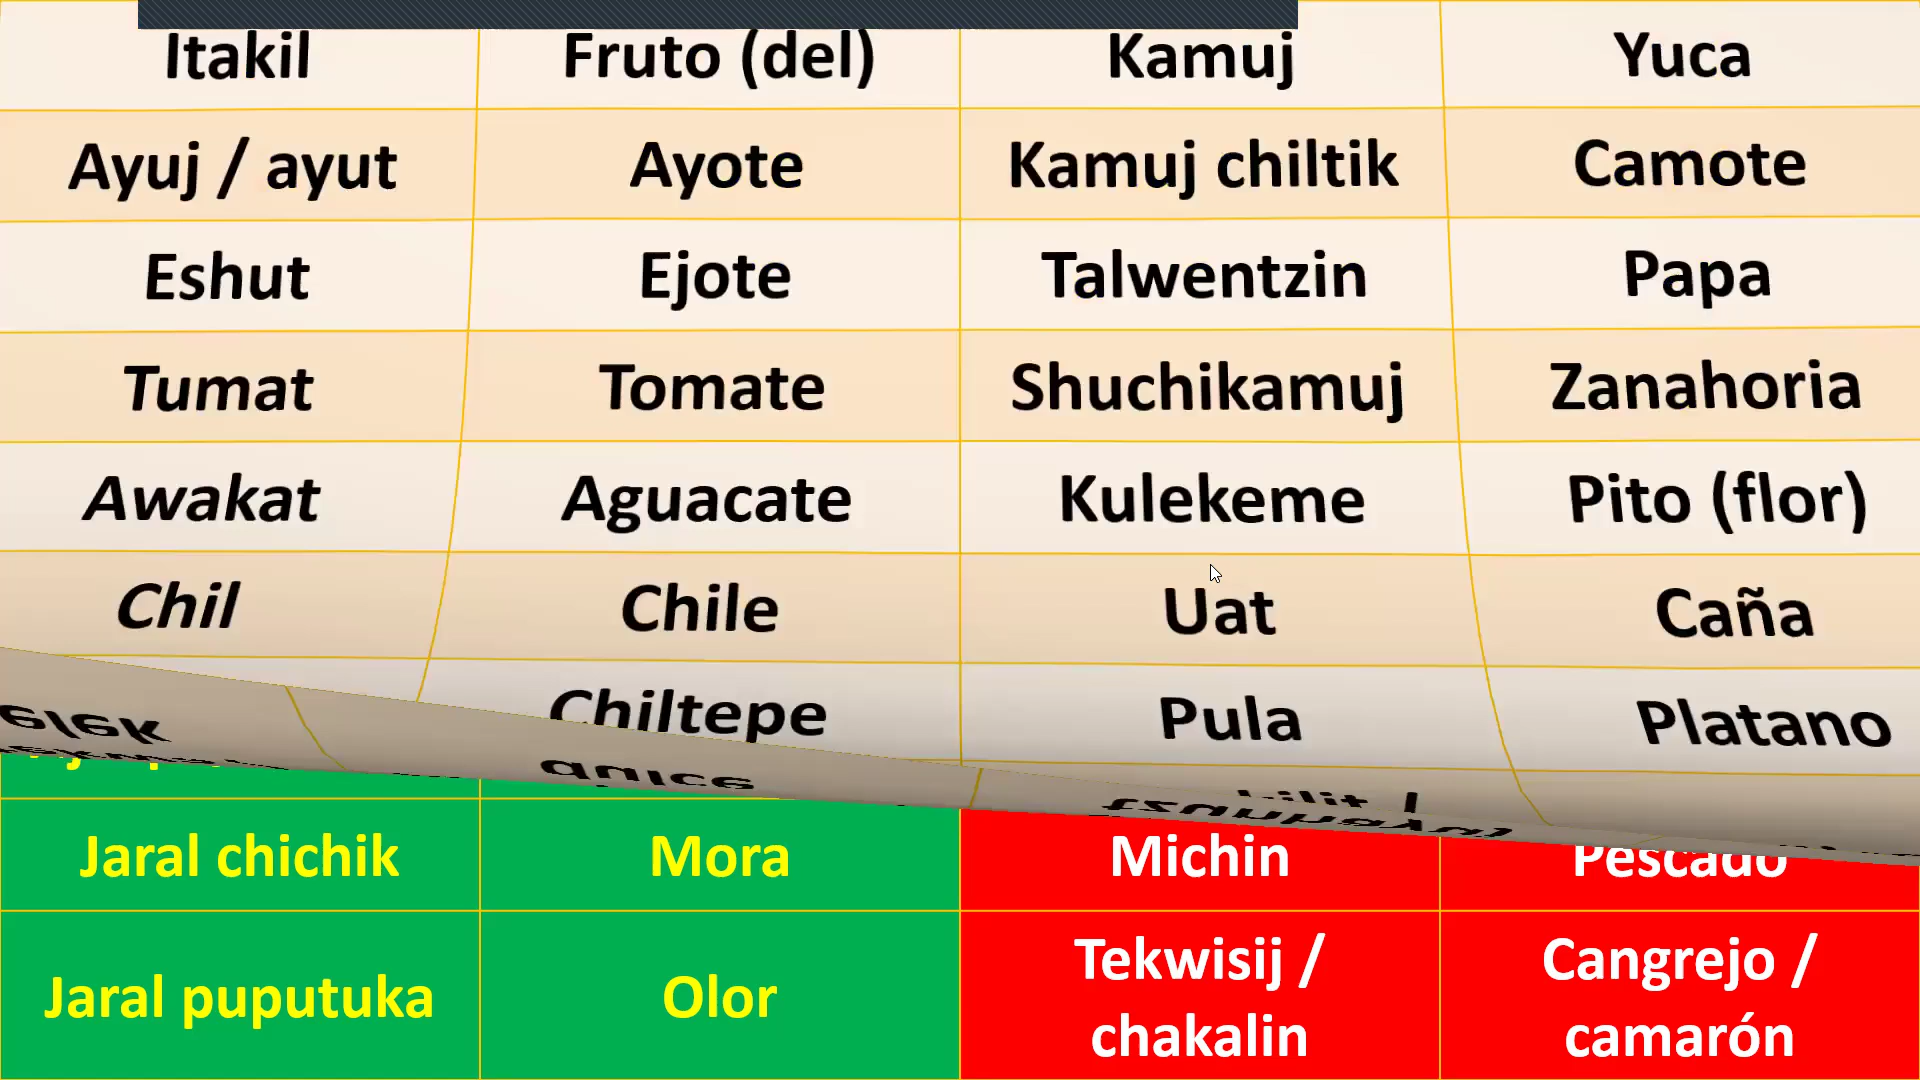 Itakil Fruto (del) Kamuj Yuca
Ayuj / ayut Ayote Kamuj chiltik Camote
Eshut Ejote Talwentzin Papa
Tumat Tomate Shuchikamuj Zanahoria
Awakat Aguacate Kulekeme Pito (flor)
Chil Chile Uat Caña
Chiltepe Pula Platano
Jaral chichik Mora Michin Pescado
Jaral puputuka Olor Tekwisij / chakalin Cangrejo / camarón